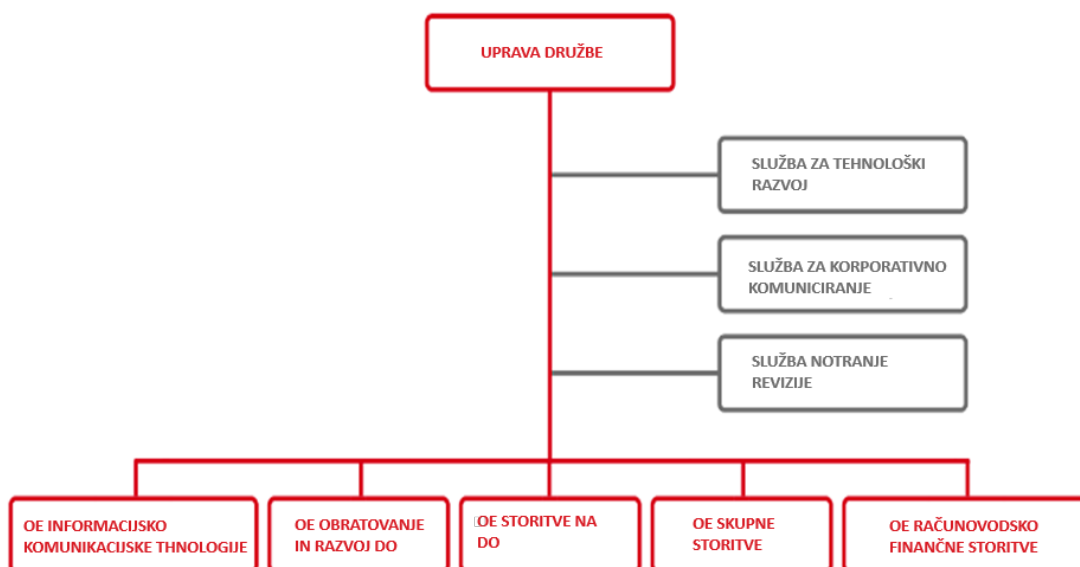 UPRAVA DRUŽBE
SLUŽBA ZA TEHNOLOŠKI
RAZVOJ
SLUŽBA ZA KORPORATIVNO
KOMUNICIRANJE
SLUŽBA NOTRANJE
REVIZIJE
OE INFORMACIJSKO
KOMUNIKACIJSKE THNOLOGIJE
OE OBRATOVANJE
IN RAZVOJ DO
OE STORITVE NA
DO
OE SKUPNE
STORITVE
OE RAČUNOVODSKO
FINANČNE STORITVE